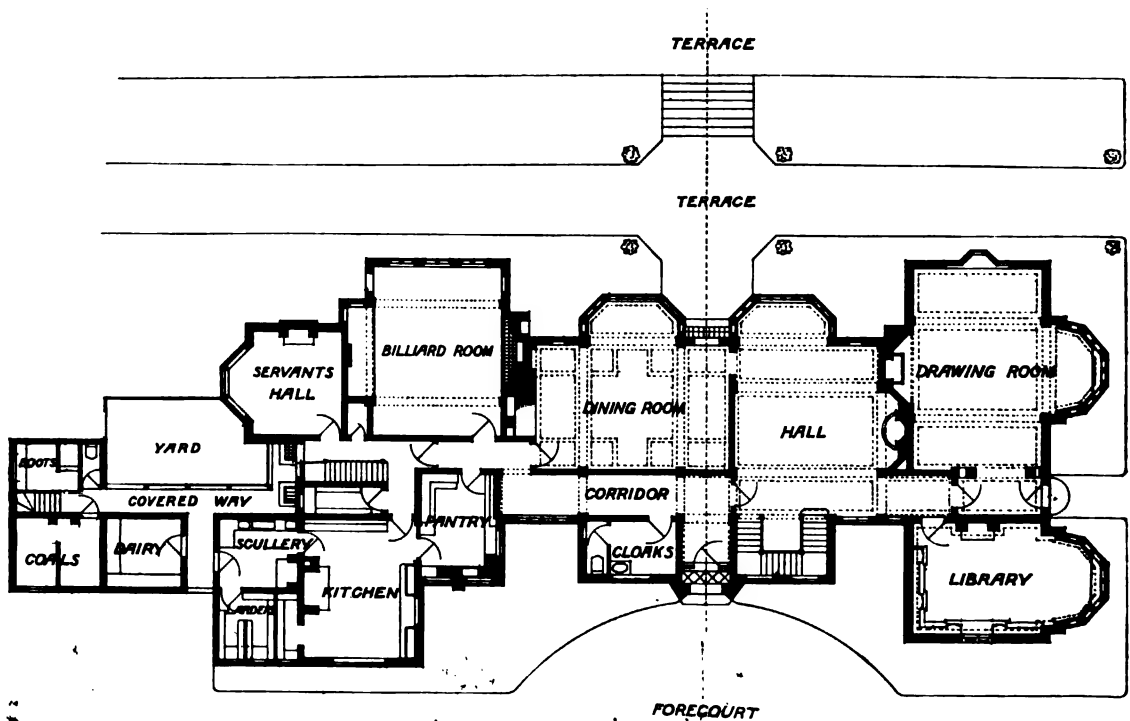 TERRACE
TERRACE
BILLIARD ROOM
SERVANTS
HALL
DRAWING ROOM
DINING ROOM
HALL
YARD
BOOTS
COVERED WAY
CORRIDOR
PANTRY
SCULLERY
CLOAKS
COALS
DAIRY
LIBRARY
KITCHEN
LARDERS
FORECOURT